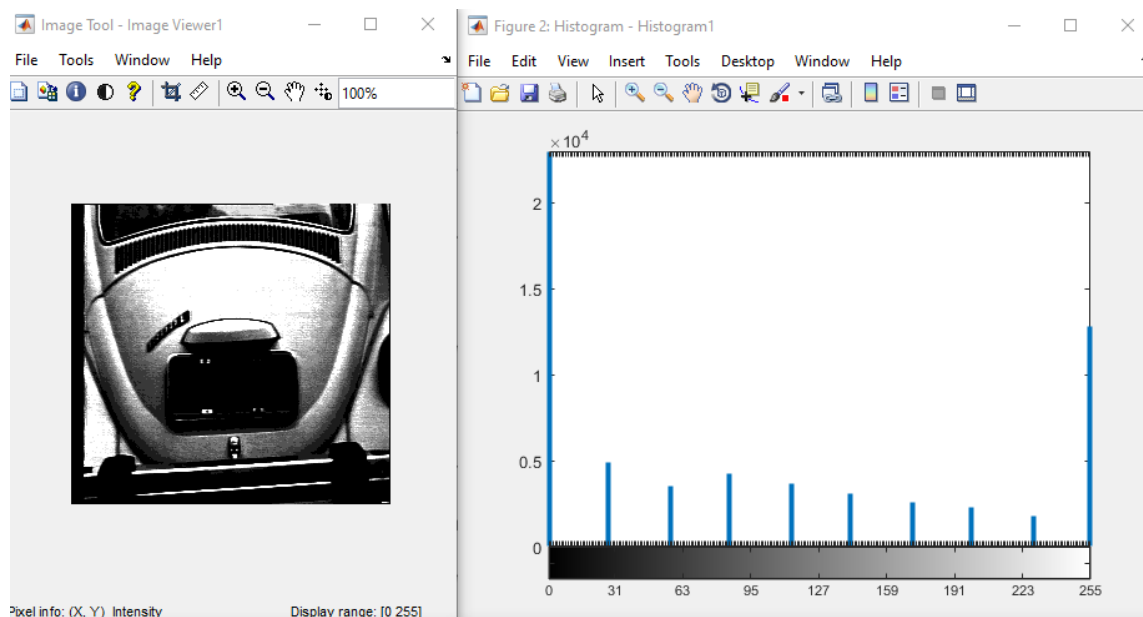 Image Tool - Image Viewer1
File Tools Window Help
100%
Pixel info: (X, Y) Intensity
Display range: [0 255]
Figure 2: Histogram - Histogram1
File Edit View Insert Tools Desktop Window Help
×10⁴
2
1.5
1
0.5
0
0 31 63 95 127 159 191 223 255